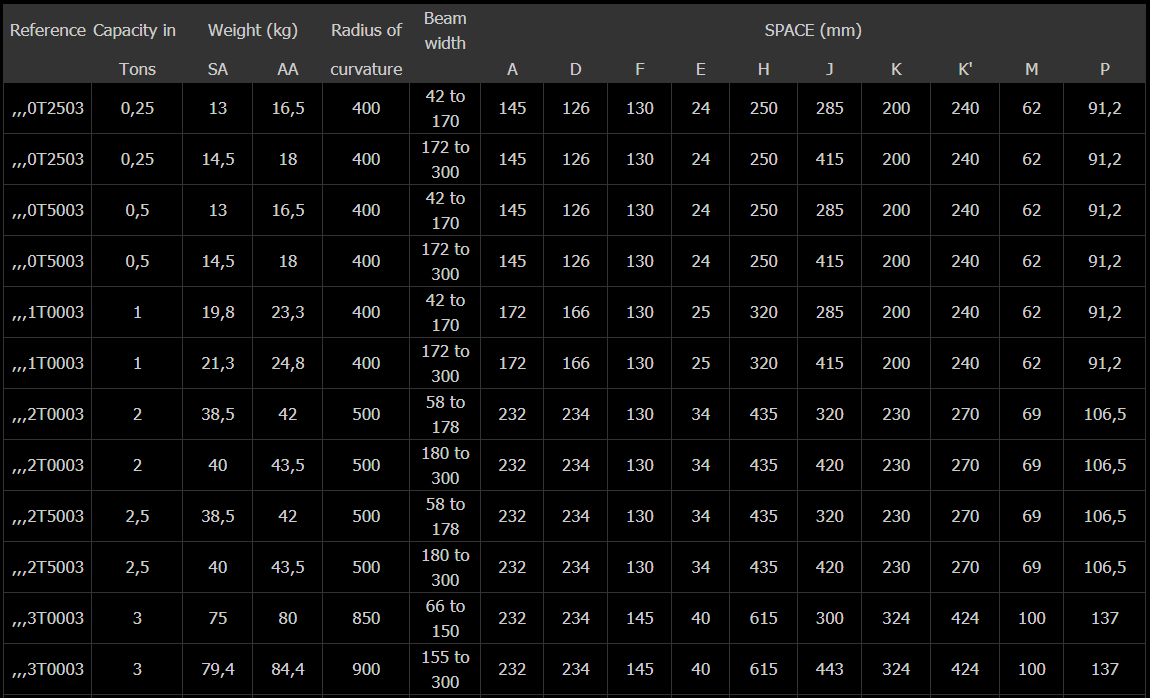 Reference Capacity in Weight (kg) Radius of Beam width SPACE (mm)
Tons SA AA curvature A D F E H J K K' M P
,,,0T2503 0,25 13 16,5 400 42 to 170 145 126 130 24 250 285 200 240 62 91,2
,,,0T2503 0,25 14,5 18 400 172 to 300 145 126 130 24 250 415 200 240 62 91,2
,,,0T5003 0,5 13 16,5 400 42 to 170 145 126 130 24 250 285 200 240 62 91,2
,,,0T5003 0,5 14,5 18 400 172 to 300 145 126 130 24 250 415 200 240 62 91,2
,,,1T0003 1 19,8 23,3 400 42 to 170 172 166 130 25 320 285 200 240 62 91,2
,,,1T0003 1 21,3 24,8 400 172 to 300 172 166 130 25 320 415 200 240 62 91,2
,,,2T0003 2 38,5 42 500 58 to 178 232 234 130 34 435 320 230 270 69 106,5
,,,2T0003 2 40 43,5 500 180 to 300 232 234 130 34 435 420 230 270 69 106,5
,,,2T5003 2,5 38,5 42 500 58 to 178 232 234 130 34 435 320 230 270 69 106,5
,,,2T5003 2,5 40 43,5 500 180 to 300 232 234 130 34 435 420 230 270 69 106,5
,,,3T0003 3 75 80 850 66 to 150 232 234 145 40 615 300 324 424 100 137
,,,3T0003 3 79,4 84,4 900 155 to 300 232 234 145 40 615 443 324 424 100 137